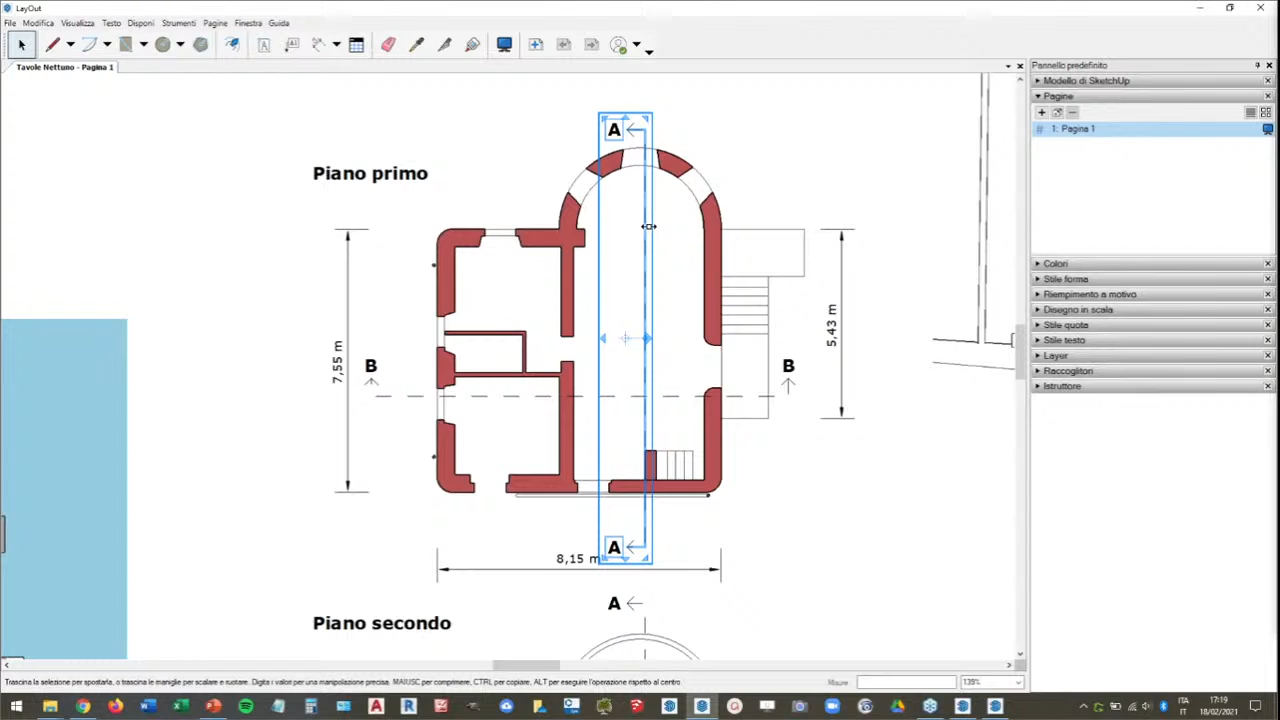 LayOut
File Modifica Visualizza Testo Disponi Strumenti Pagine Finestra Guida
Tavole Nettuno - Pagina 1
Pannello predefinito
Modello di SketchUp
Pagine
1: Pagina 1
Colori
Stile forma
Riempimento a motivo
Disegno in scala
Stile quota
Stile testo
Layer
Raccoglitori
Istruttore
A
Piano primo
7,55 m
5,43 m
B
B
A
8,15 m
A
Piano secondo
Trascina la selezione per spostarla, o trascina le maniglie per scalare e ruotare. Digita i valori per una manipolazione precisa. MAIUSC per comprimere, CTRL per copiare, ALT per eseguire l'operazione rispetto al centro.
Misure
139%
ITA
IT
17:19
18/02/2021